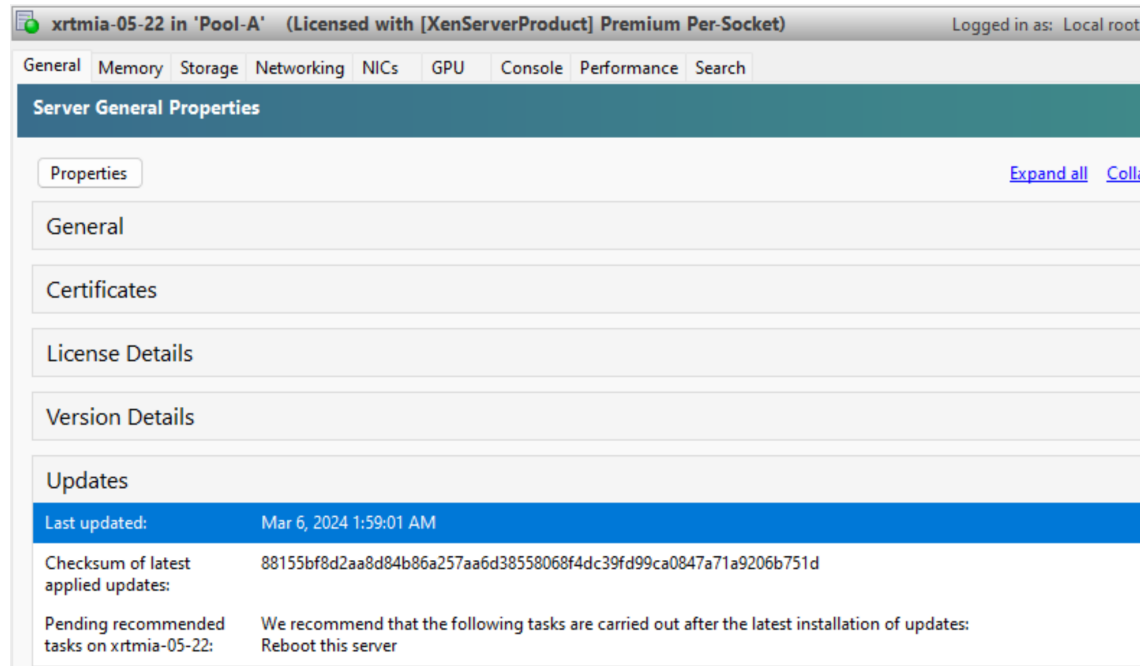 xrtmia-05-22 in 'Pool-A' (Licensed with [XenServerProduct] Premium Per-Socket) Logged in as: Local root
General Memory Storage Networking NICs GPU Console Performance Search
Server General Properties
Properties Expand all Colla
General
Certificates
License Details
Version Details
Updates
Last updated: Mar 6, 2024 1:59:01 AM
Checksum of latest 88155bf8d2aa8d84b86a257aa6d38558068f4dc39fd99ca0847a71a9206b751d
applied updates:
Pending recommended We recommend that the following tasks are carried out after the latest installation of updates:
tasks on xrtmia-05-22: Reboot this server